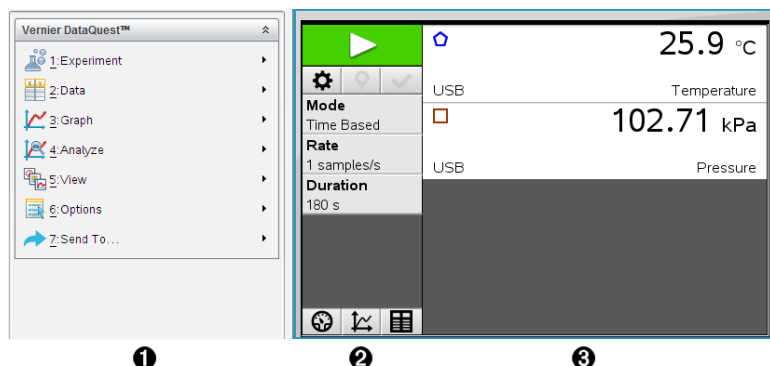 Vernier DataQuest™
1:Experiment
2:Data
3:Graph
4:Analyze
5:View
6:Options
7:Send To...
25.9 °C
USB Temperature
Mode
Time Based
102.71 kPa
Rate
1 samples/s
USB Pressure
Duration
180 s
❶ ❷ ❸